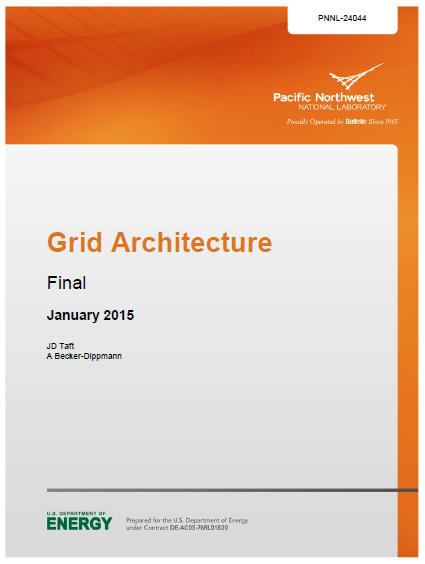 PNNL-24044
Pacific Northwest
NATIONAL LABORATORY
Proudly Operated by Battelle Since 1965
Grid Architecture
Final
January 2015
JD Taft
A Becker-Dippmann
U.S. DEPARTMENT OF
ENERGY
Prepared for the U.S. Department of Energy
under Contract DE-AC05-76RL01830